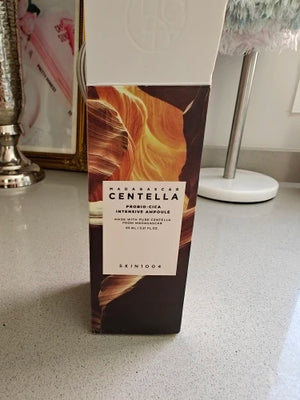 MADAGASCAR
CENTELLA
PROBIO-CICA
INTENSIVE AMPOULE
MADE WITH PURE CENTELLA
FROM MADAGASCAR
SKIN1004